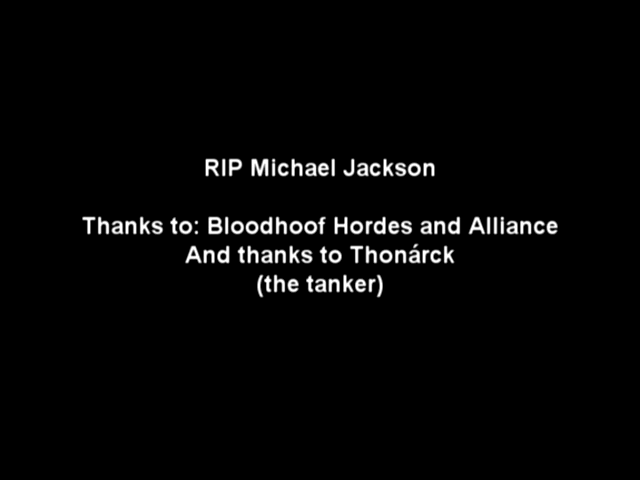 RIP Michael Jackson
Thanks to: Bloodhoof Hordes and Alliance
And thanks to Thonárck
(the tanker)